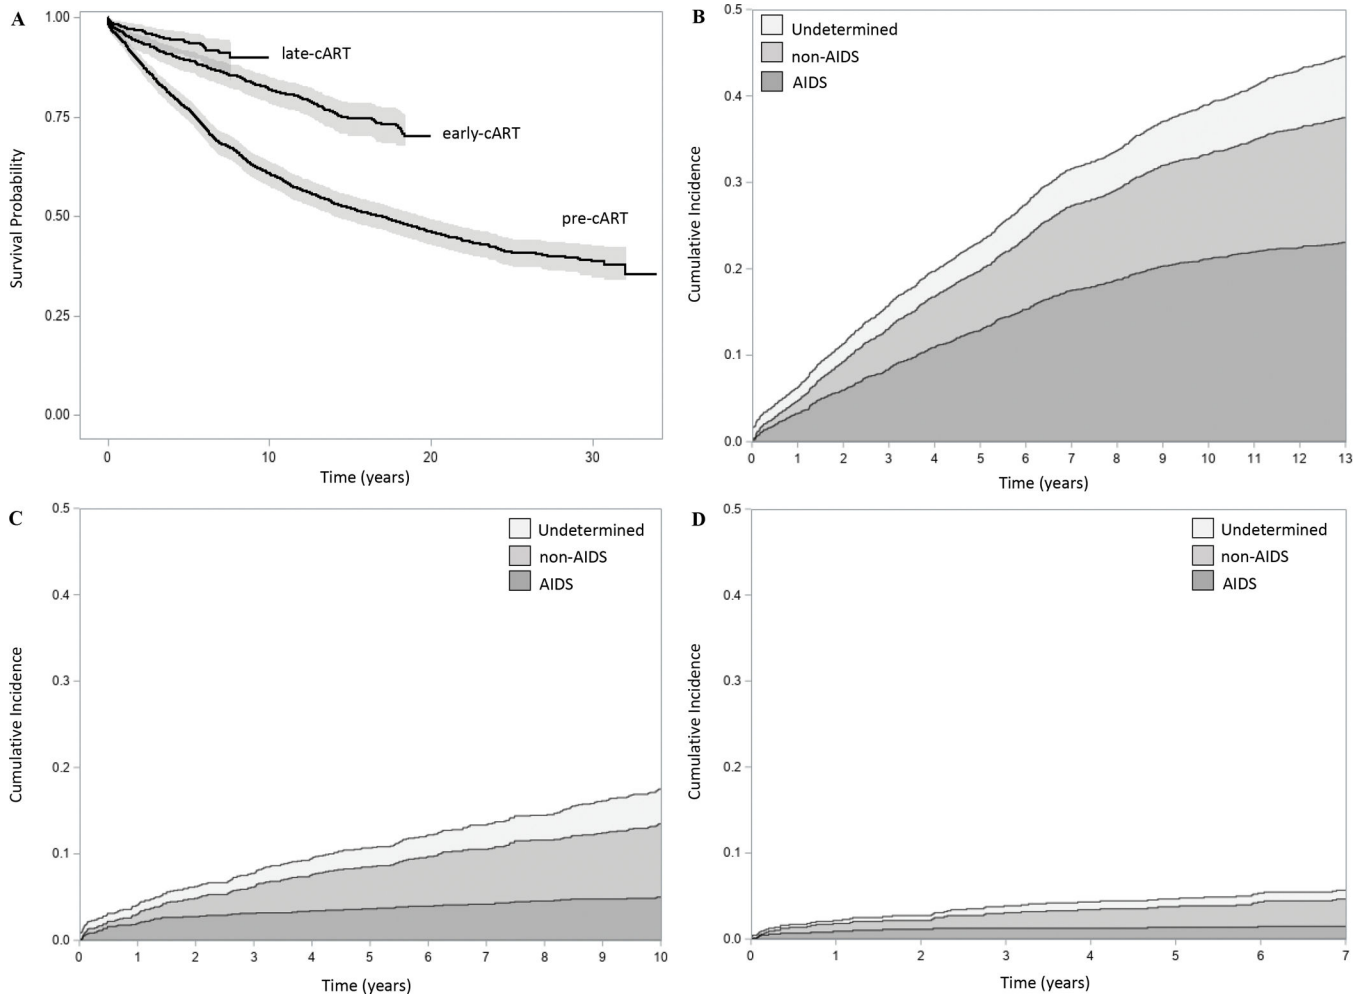 A
1.00
0.75
0.50
0.25
0.00
Survival Probability
late-cART
early-cART
pre-cART
0
10
20
30
Time (years)
B
0.5
0.4
0.3
0.2
0.1
0.0
Cumulative Incidence
Undetermined
non-AIDS
AIDS
0 1 2 3 4 5 6 7 8 9 10 11 12 13
Time (years)
C
0.5
0.4
0.3
0.2
0.1
0.0
Cumulative Incidence
Undetermined
non-AIDS
AIDS
0 1 2 3 4 5 6 7 8 9 10
Time (years)
D
0.5
0.4
0.3
0.2
0.1
0.0
Cumulative Incidence
Undetermined
non-AIDS
AIDS
0 1 2 3 4 5 6 7
Time (years)